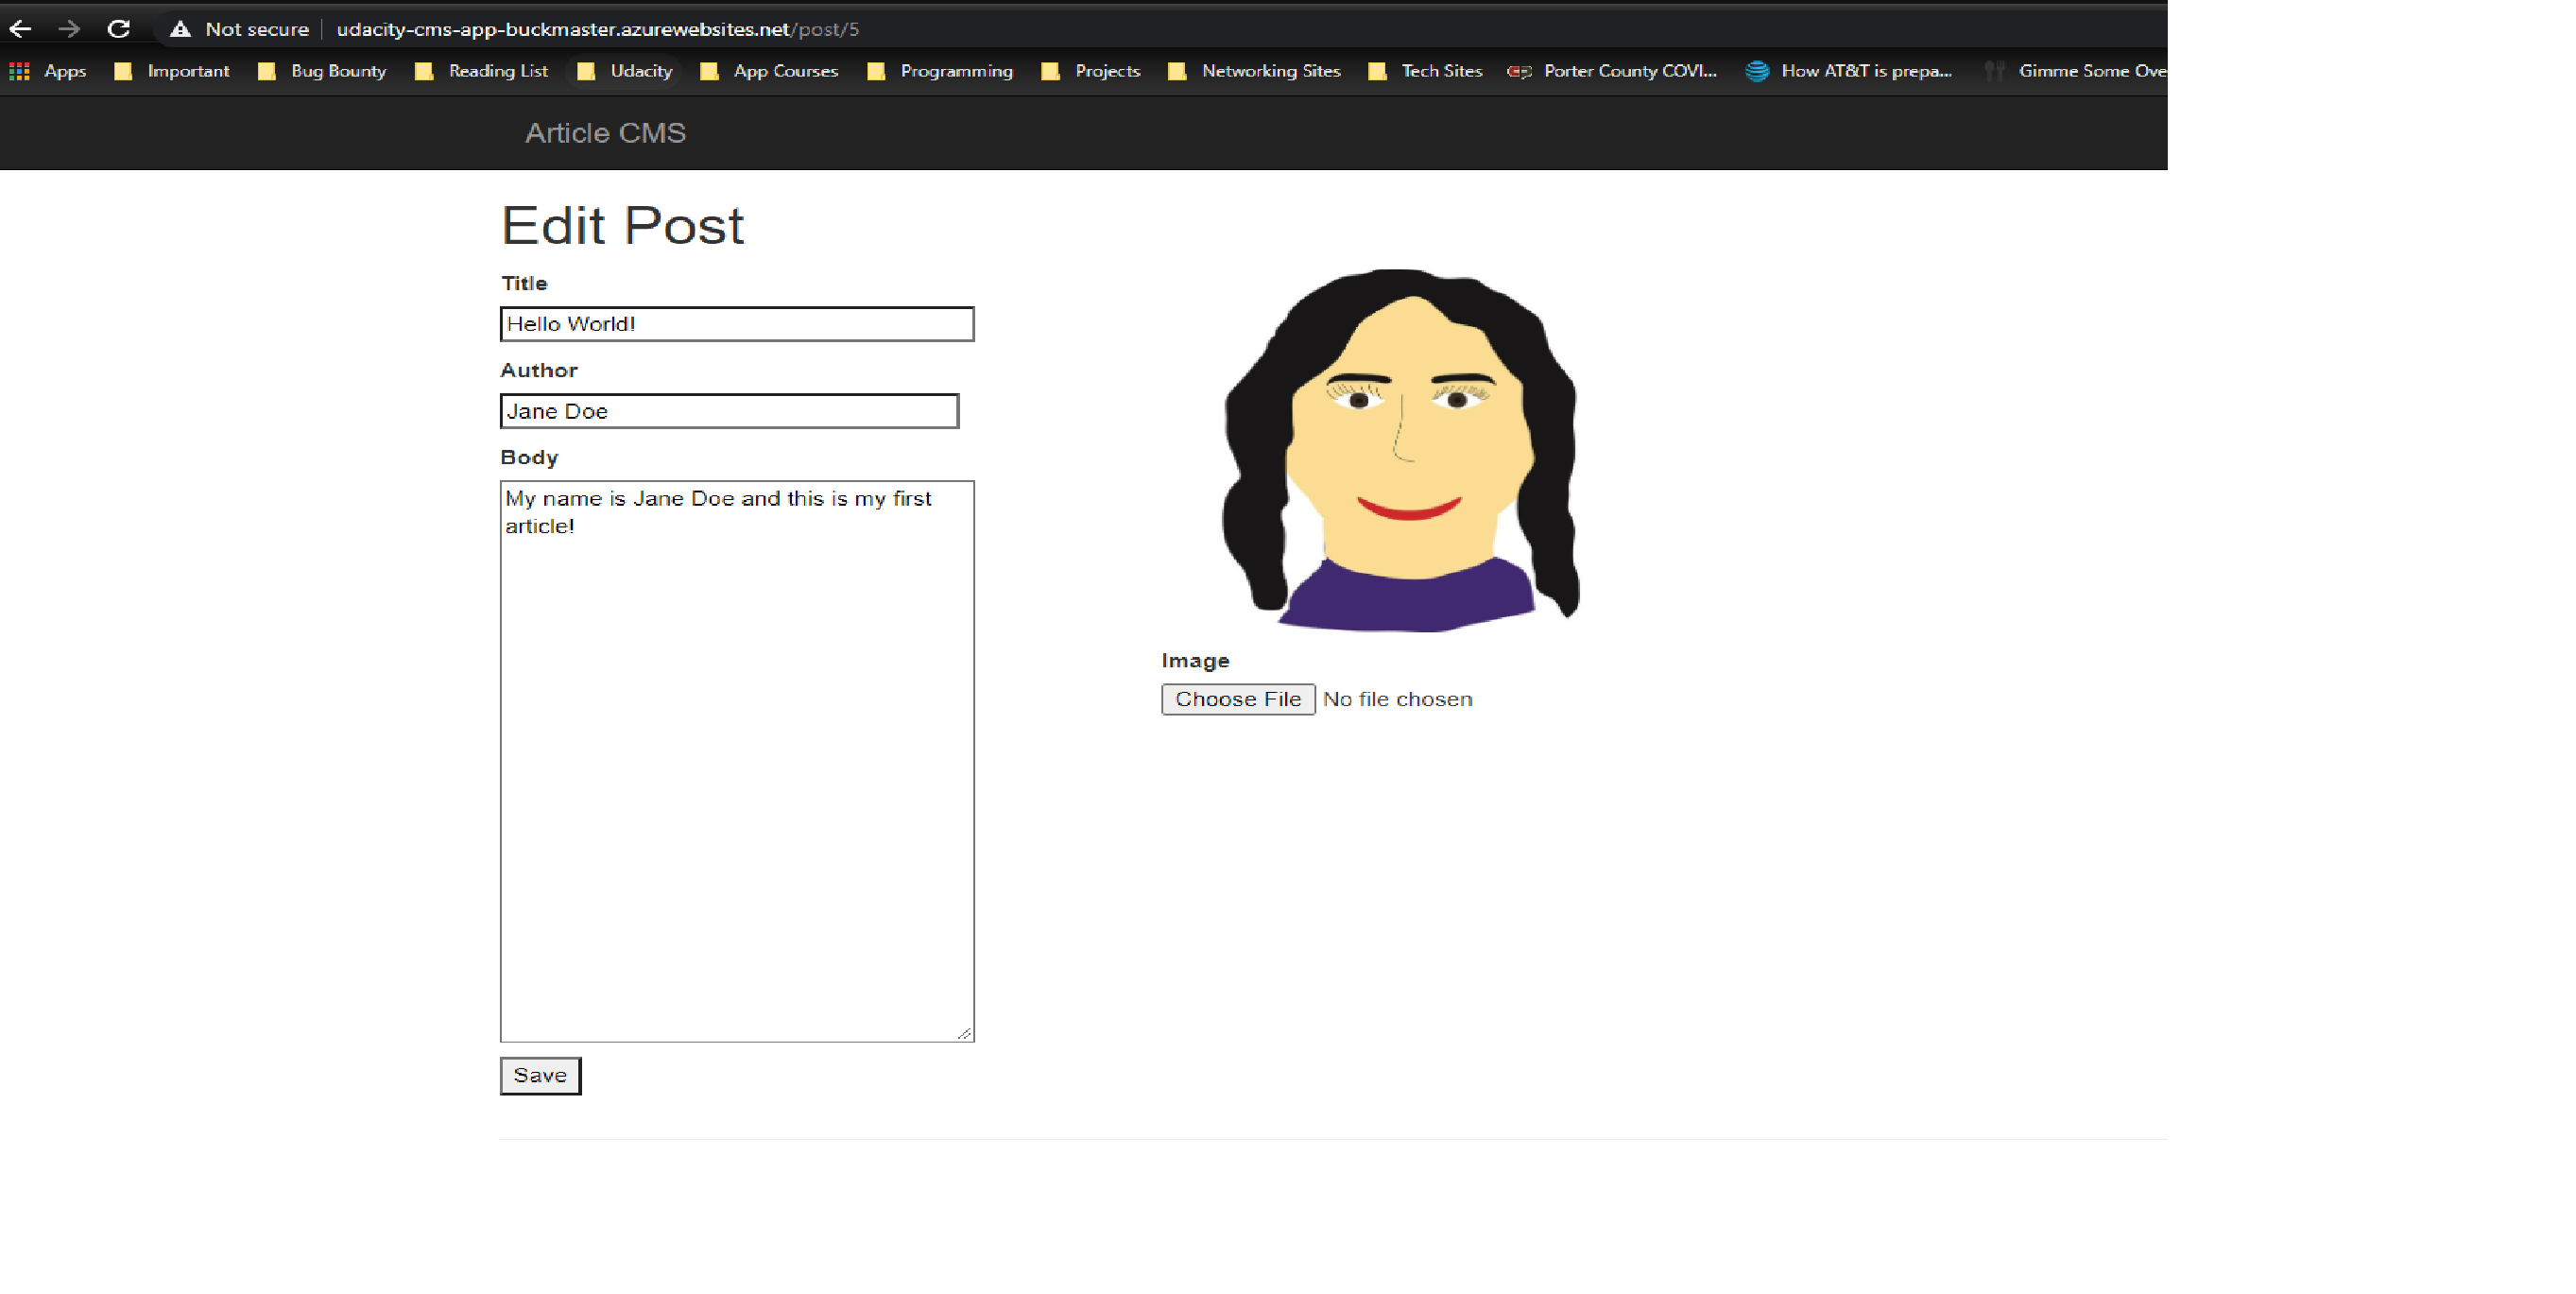 Not secure udacity-cms-app-buckmaster.azurewebsites.net/post/5
Apps Important Bug Bounty Reading List Udacity App Courses Programming Projects Networking Sites Tech Sites Porter County COVI... How AT&T is prepa... Gimme Some Ove
Article CMS
Edit Post
Title
Hello World!
Author
Jane Doe
Body
My name is Jane Doe and this is my first
article!
Image
Choose File No file chosen
Save